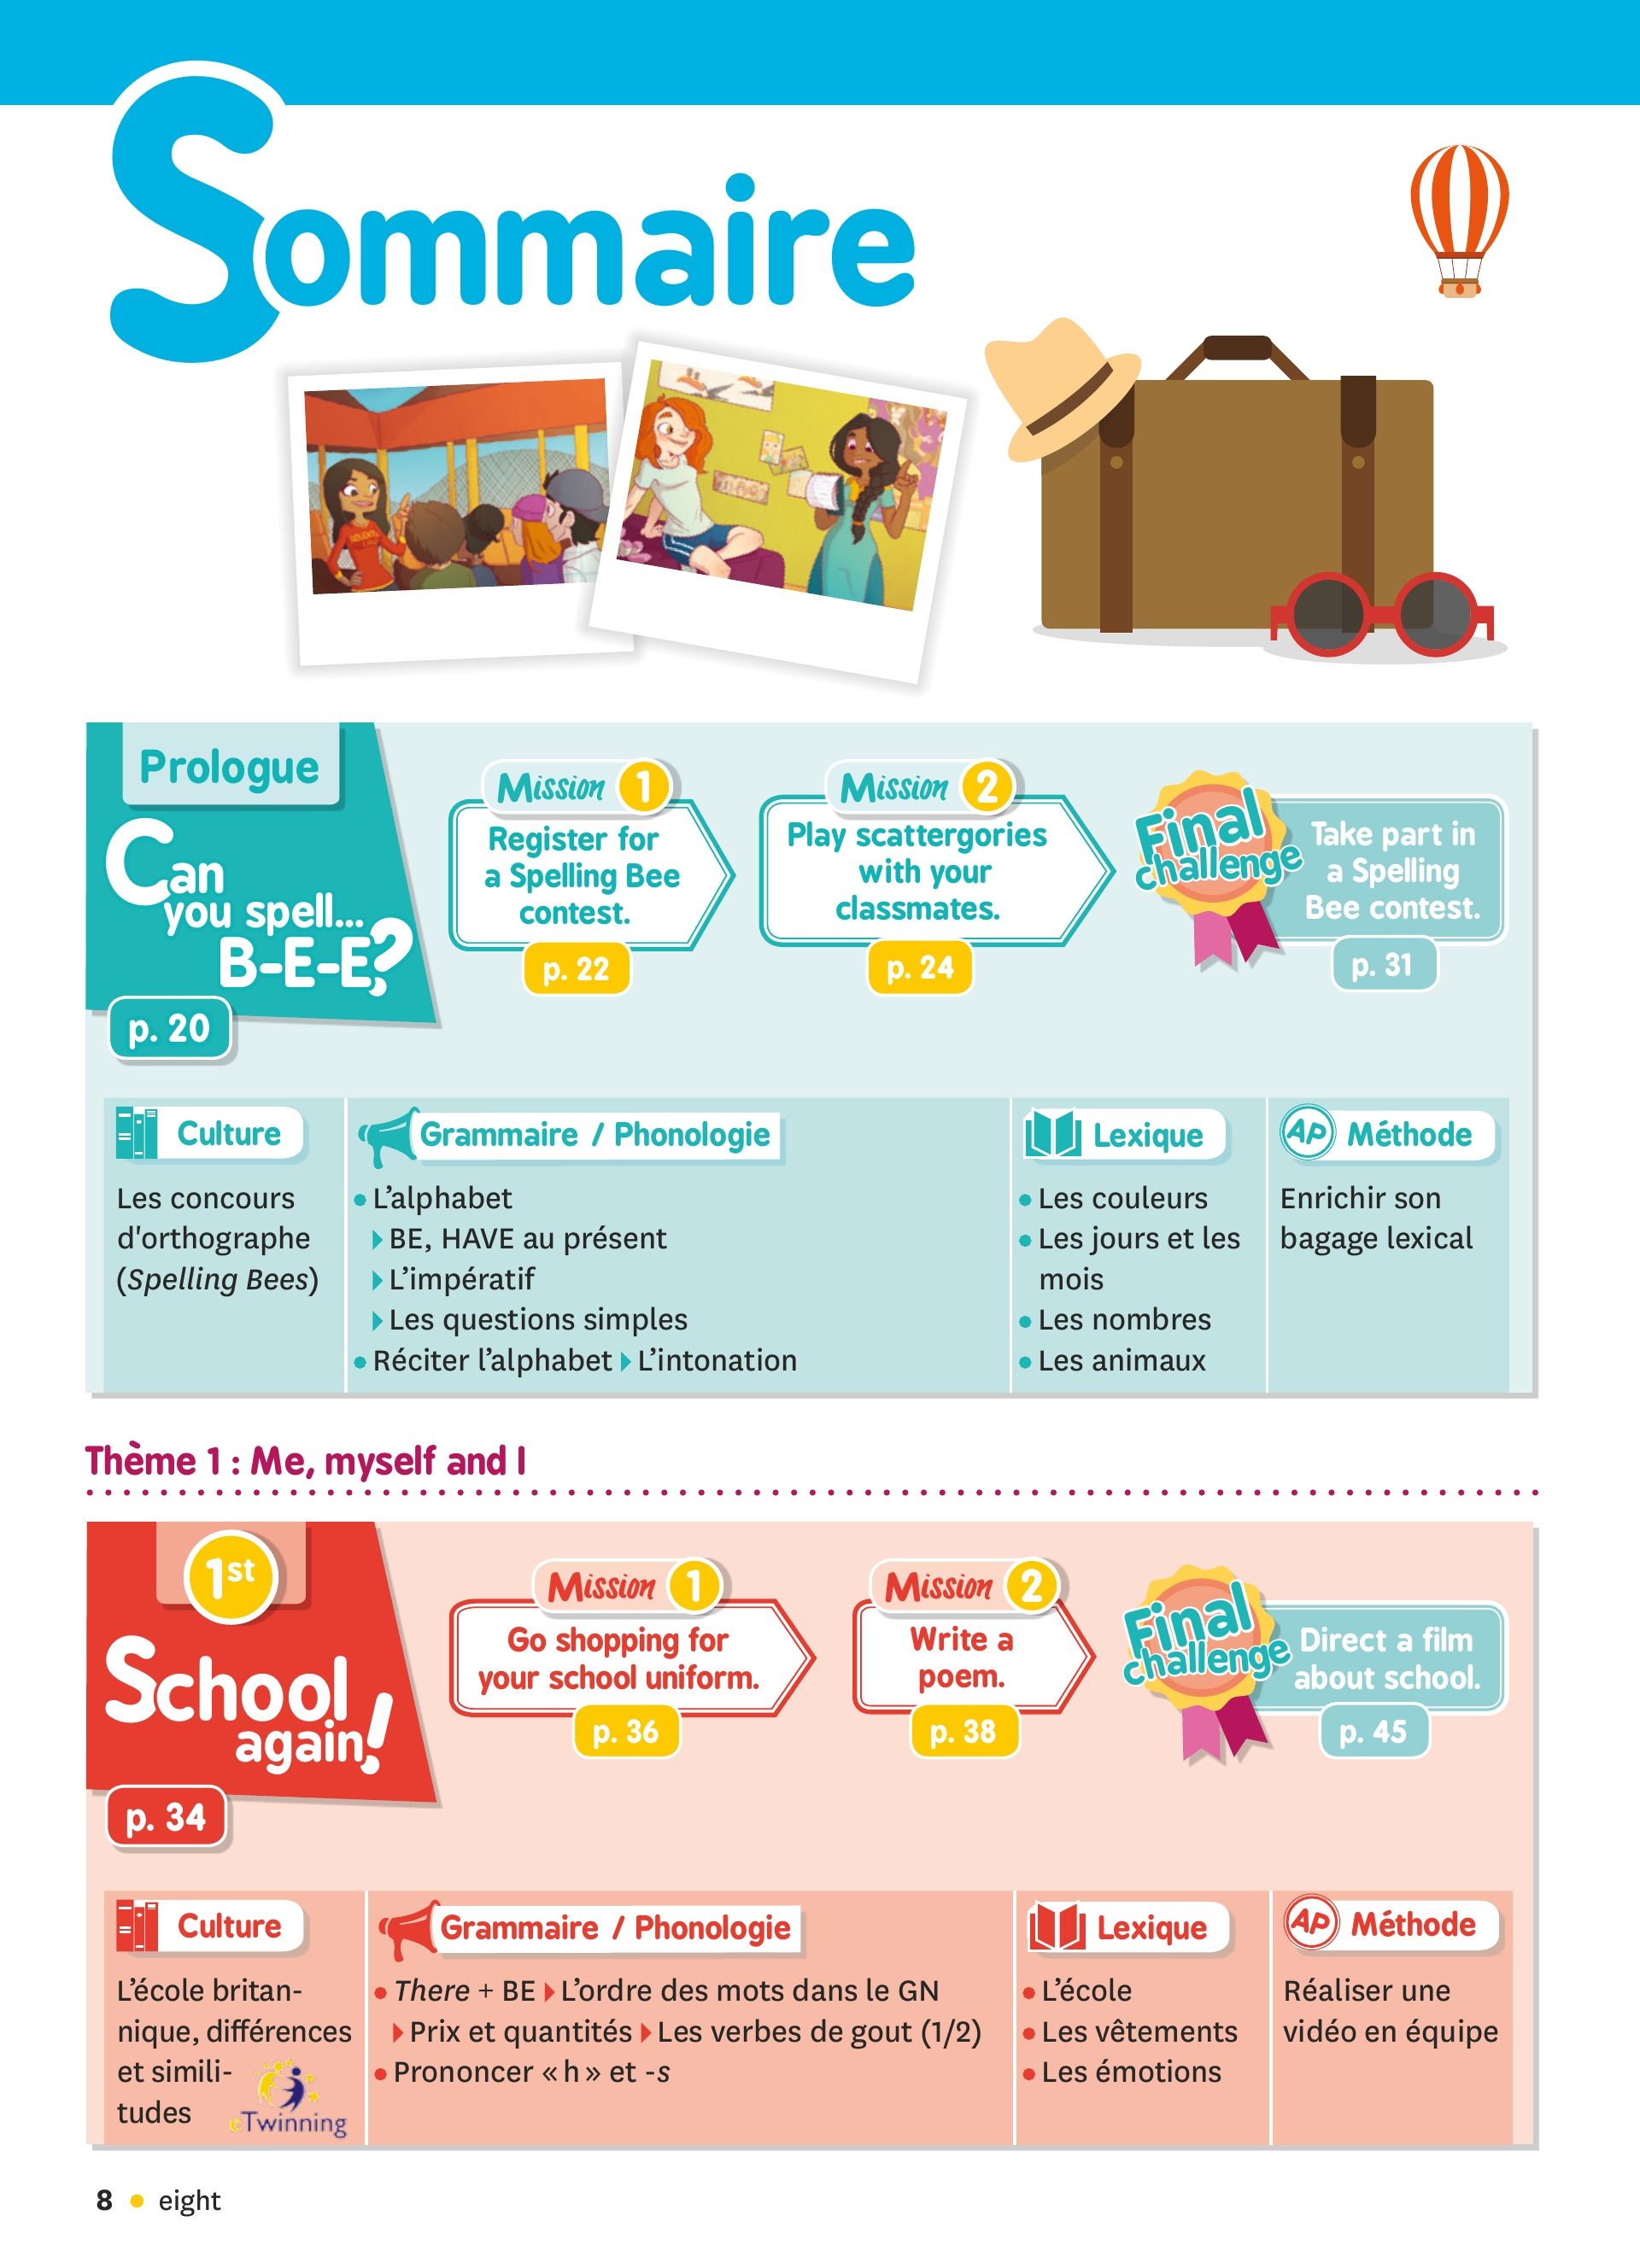 Sommaire
Prologue
Can
you spell...
B-E-E?
p. 20
Mission 1
Register for
a Spelling Bee
contest.
p. 22
Mission 2
Play scattergories
with your
classmates.
p. 24
Final
challenge
Take part in
a Spelling
Bee contest.
p. 31
Culture
Les concours
d'orthographe
(Spelling Bees)
Grammaire / Phonologie
• L'alphabet
▸ BE, HAVE au présent
▸ L'impératif
▸ Les questions simples
• Réciter l'alphabet ▸ L'intonation
Lexique
• Les couleurs
• Les jours et les
mois
• Les nombres
• Les animaux
AP Méthode
Enrichir son
bagage lexical
Thème 1 : Me, myself and I
1st
School
again!
p. 34
Mission 1
Go shopping for
your school uniform.
p. 36
Mission 2
Write a
poem.
p. 38
Final
challenge
Direct a film
about school.
p. 45
Culture
L'école britan-
nique, différences
et simili-
tudes
eTwinning
Grammaire / Phonologie
• There + BE ▸ L'ordre des mots dans le GN
▸ Prix et quantités ▸ Les verbes de gout (1/2)
• Prononcer « h » et -s
Lexique
• L'école
• Les vêtements
• Les émotions
AP Méthode
Réaliser une
vidéo en équipe
8 • eight